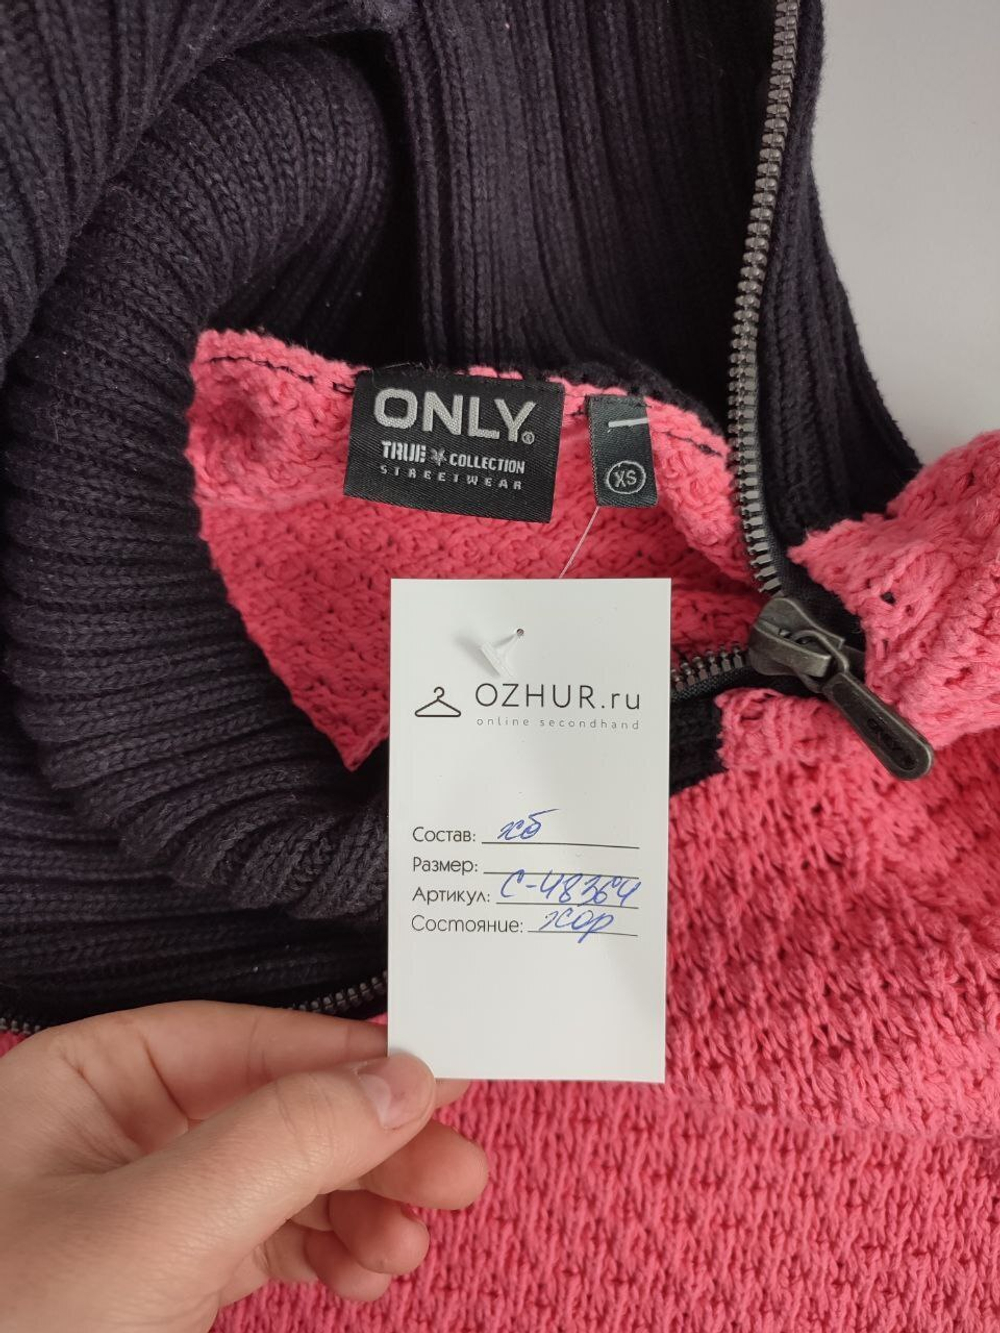 ONLY®
TRUE COLLECTION
STREETWEAR
XS
OZHUR.ru
online secondhand
Состав: хб
Размер:
Артикул: С-48364
Состояние: хор